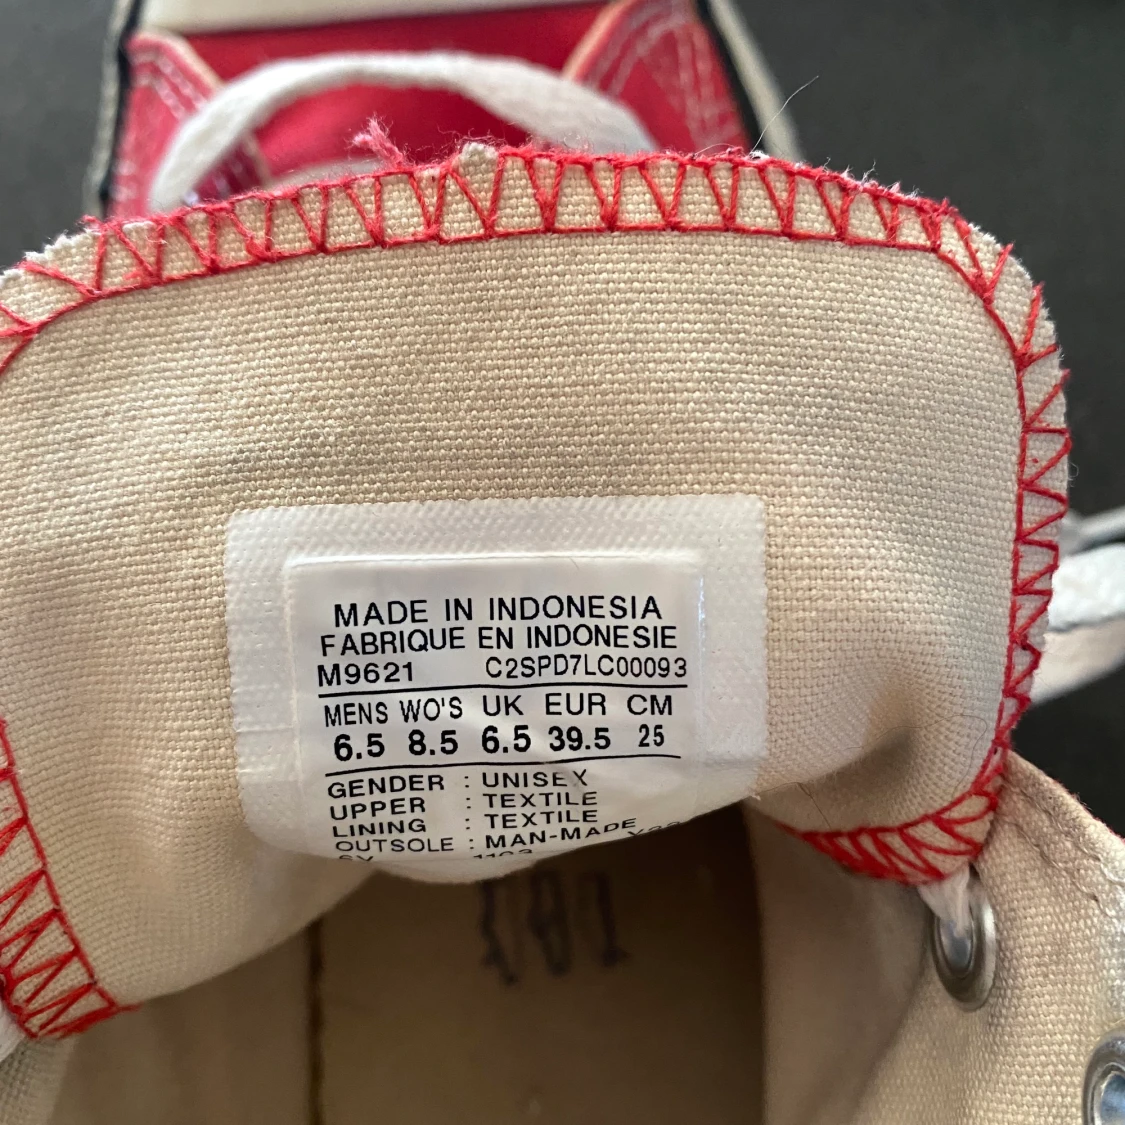 MADE IN INDONESIA
FABRIQUE EN INDONESIE
M9621 C2SPD7LC00093
MENS WO'S UK EUR CM
6.5 8.5 6.5 39.5 25
GENDER : UNISEX
UPPER : TEXTILE
LINING : TEXTILE
OUTSOLE : MAN-MADE